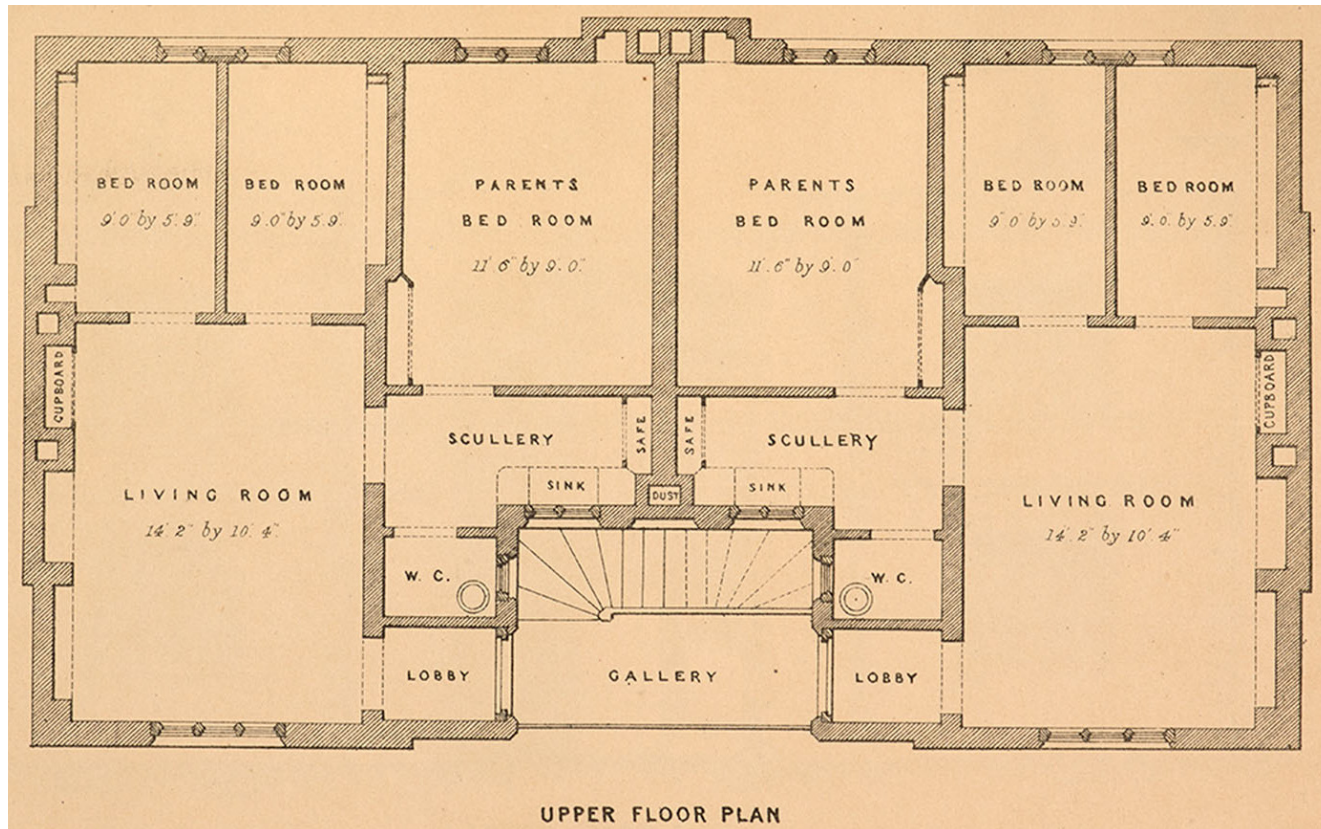 BED ROOM
9'.0" by 5'.9"
BED ROOM
9.0" by 5.9"
PARENTS
BED ROOM
11' 6" by 9.0"
PARENTS
BED ROOM
11'.6" by 9.0"
BED ROOM
9' 0" by 5.9"
BED ROOM
9'.0" by 5.9"
CUPBOARD
CUPBOARD
SCULLERY
SAFE
SAFE
SCULLERY
SINK
DUST
SINK
LIVING ROOM
14'.2" by 10'.4"
LIVING ROOM
14'.2" by 10'.4"
W.C.
W.C.
LOBBY
GALLERY
LOBBY
UPPER FLOOR PLAN